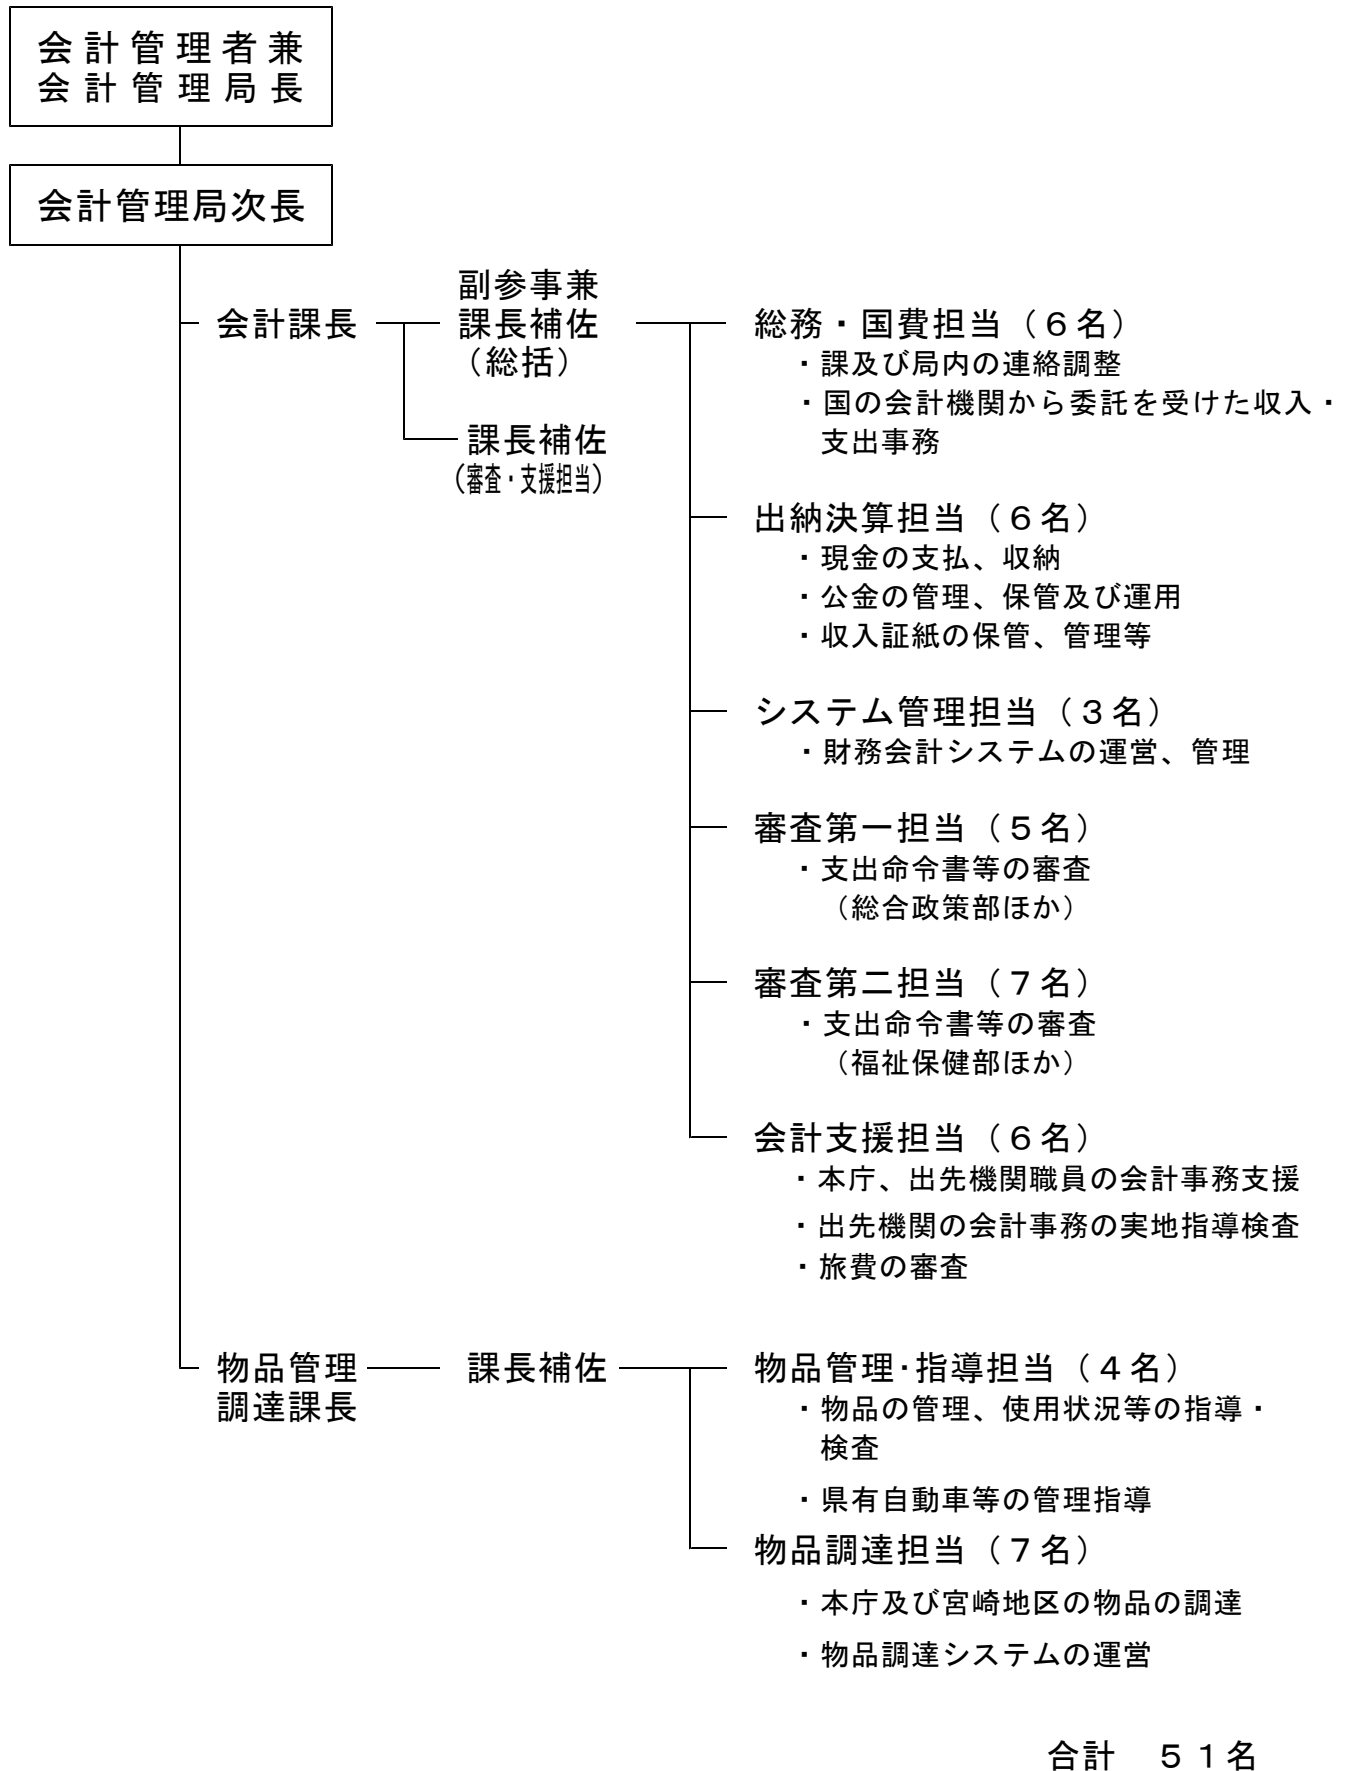 会計管理者兼
会計管理局長
会計管理局次長
会計課長
副参事兼
課長補佐
（総括）
課長補佐
（審査・支援担当）
総務・国費担当（６名）
・課及び局内の連絡調整
・国の会計機関から委託を受けた収入・
支出事務
出納決算担当（６名）
・現金の支払、収納
・公金の管理、保管及び運用
・収入証紙の保管、管理等
システム管理担当（３名）
・財務会計システムの運営、管理
審査第一担当（５名）
・支出命令書等の審査
（総合政策部ほか）
審査第二担当（７名）
・支出命令書等の審査
（福祉保健部ほか）
会計支援担当（６名）
・本庁、出先機関職員の会計事務支援
・出先機関の会計事務の実地指導検査
・旅費の審査
物品管理
調達課長
課長補佐
物品管理･指導担当（４名）
・物品の管理、使用状況等の指導・
検査
・県有自動車等の管理指導
物品調達担当（７名）
・本庁及び宮崎地区の物品の調達
・物品調達システムの運営
合計　５１名